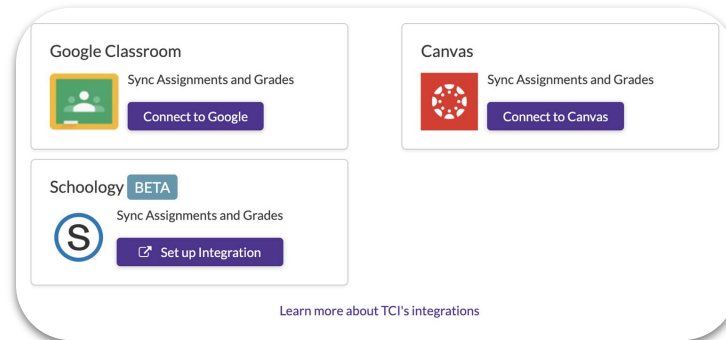 Google Classroom
Sync Assignments and Grades
Connect to Google
Canvas
Sync Assignments and Grades
Connect to Canvas
Schoology BETA
Sync Assignments and Grades
S
Set up Integration
Learn more about TCI's integrations